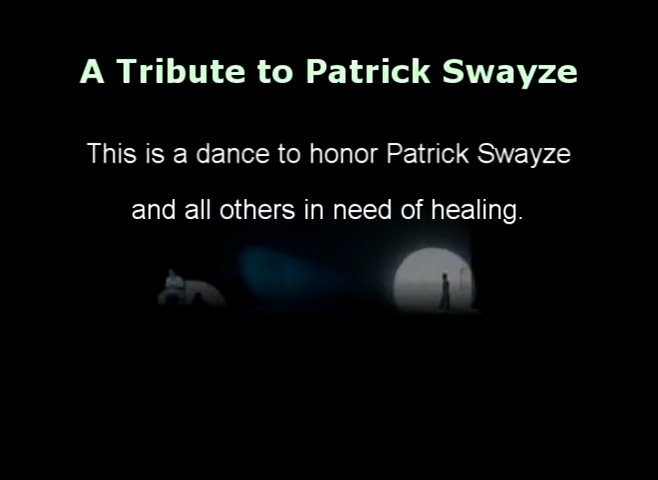 A Tribute to Patrick Swayze
This is a dance to honor Patrick Swayze
and all others in need of healing.